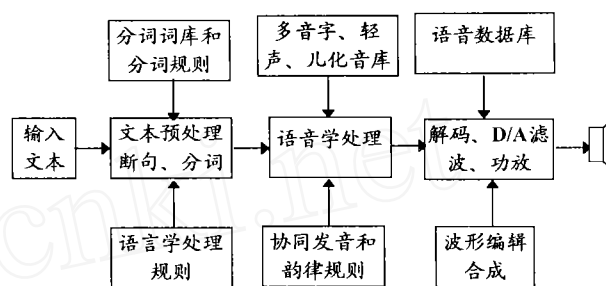 分词词库和
分词规则
多音字、轻
声、儿化音库
语音数据库
输入
文本
文本预处理
断句、分词
语音学处理
解码、D/A滤
波、功放
语言学处理
规则
协同发音和
韵律规则
波形编辑
合成
cnki.net